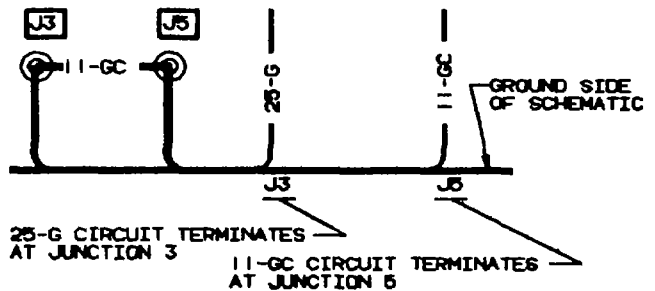 J3
J5
11-GC
25-G
11-GC
GROUND SIDE
OF SCHEMATIC
J3
J5
25-G CIRCUIT TERMINATES
AT JUNCTION 3
11-GC CIRCUIT TERMINATES
AT JUNCTION 5